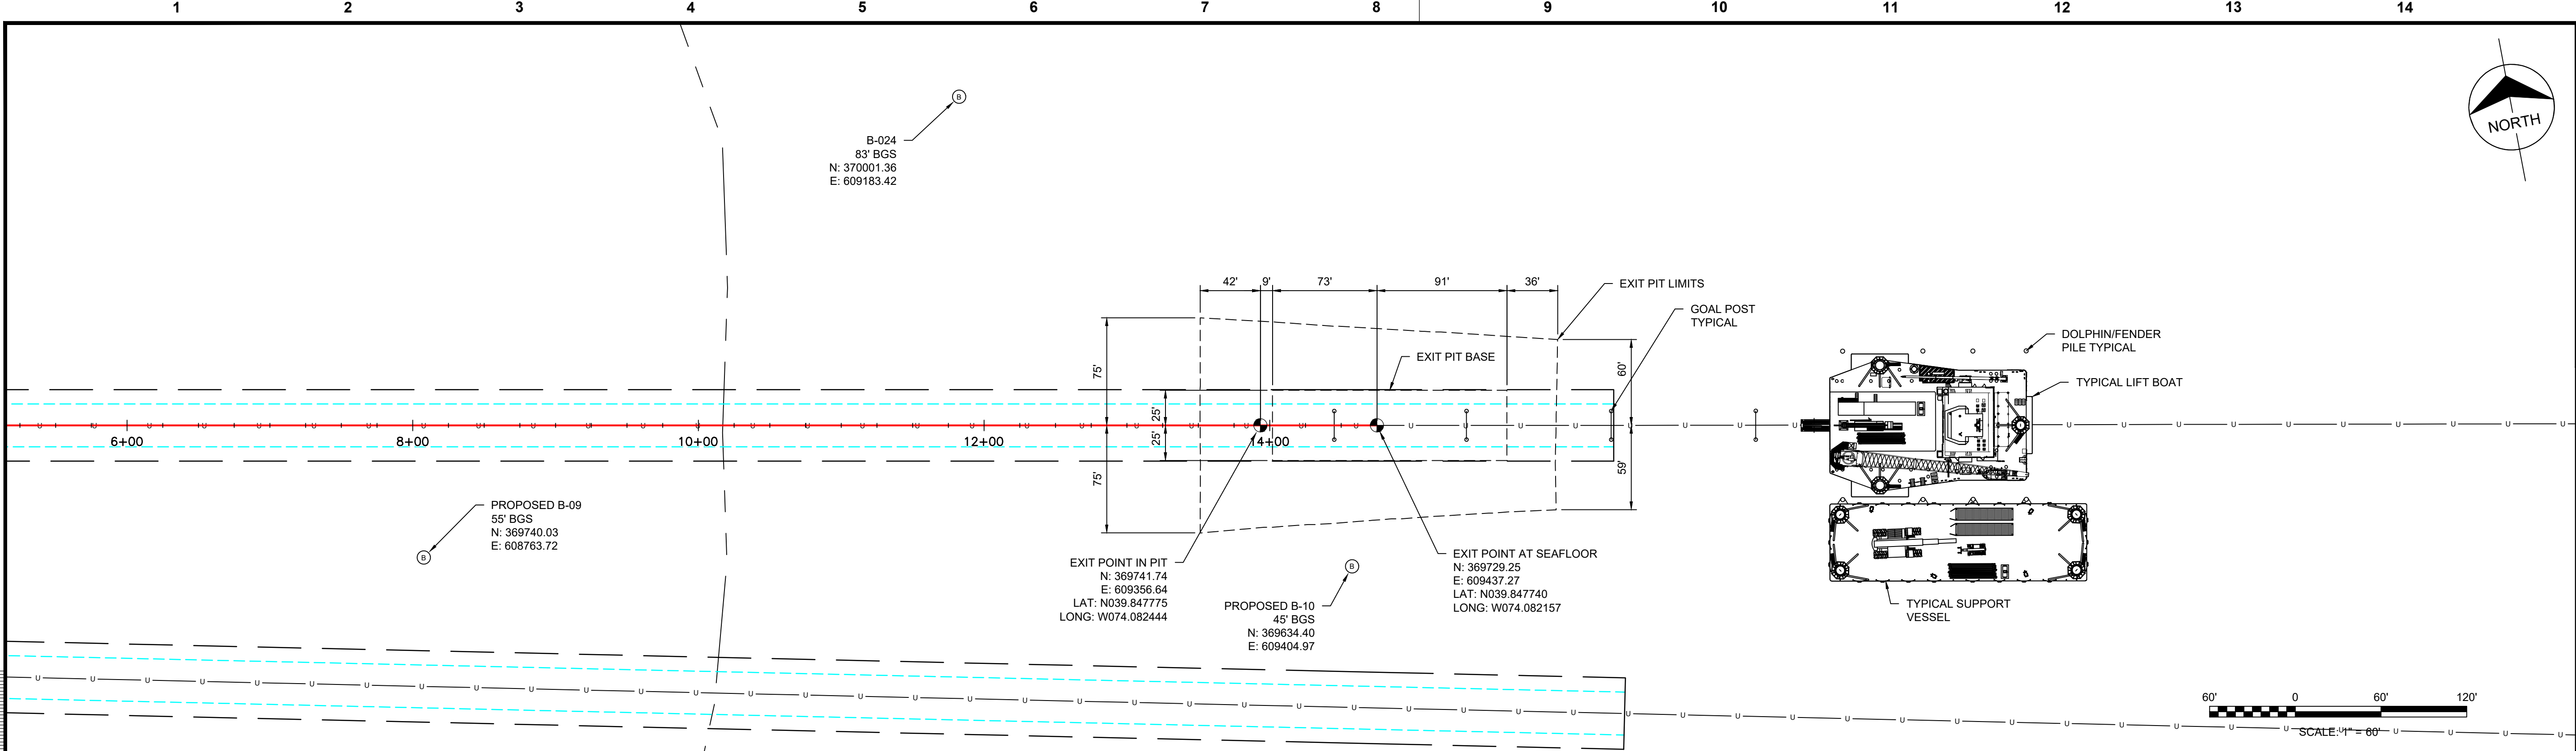 1 2 3 4 5 6 7 8 9 10 11 12 13 14
NORTH
B-024
83' BGS
N: 370001.36
E: 609183.42
42' 9' 73' 91' 36'
EXIT PIT LIMITS
GOAL POST
TYPICAL
DOLPHIN/FENDER
PILE TYPICAL
EXIT PIT BASE
TYPICAL LIFT BOAT
75'
60'
25'
25'
6+00 8+00 10+00 12+00 14+00
75'
59'
PROPOSED B-09
55' BGS
N: 369740.03
E: 608763.72
B
B
B
EXIT POINT IN PIT
N: 369741.74
E: 609356.64
LAT: N039.847775
LONG: W074.082444
EXIT POINT AT SEAFLOOR
N: 369729.25
E: 609437.27
LAT: N039.847740
LONG: W074.082157
PROPOSED B-10
45' BGS
N: 369634.40
E: 609404.97
TYPICAL SUPPORT
VESSEL
60' 0 60' 120'
SCALE: 1" = 60'